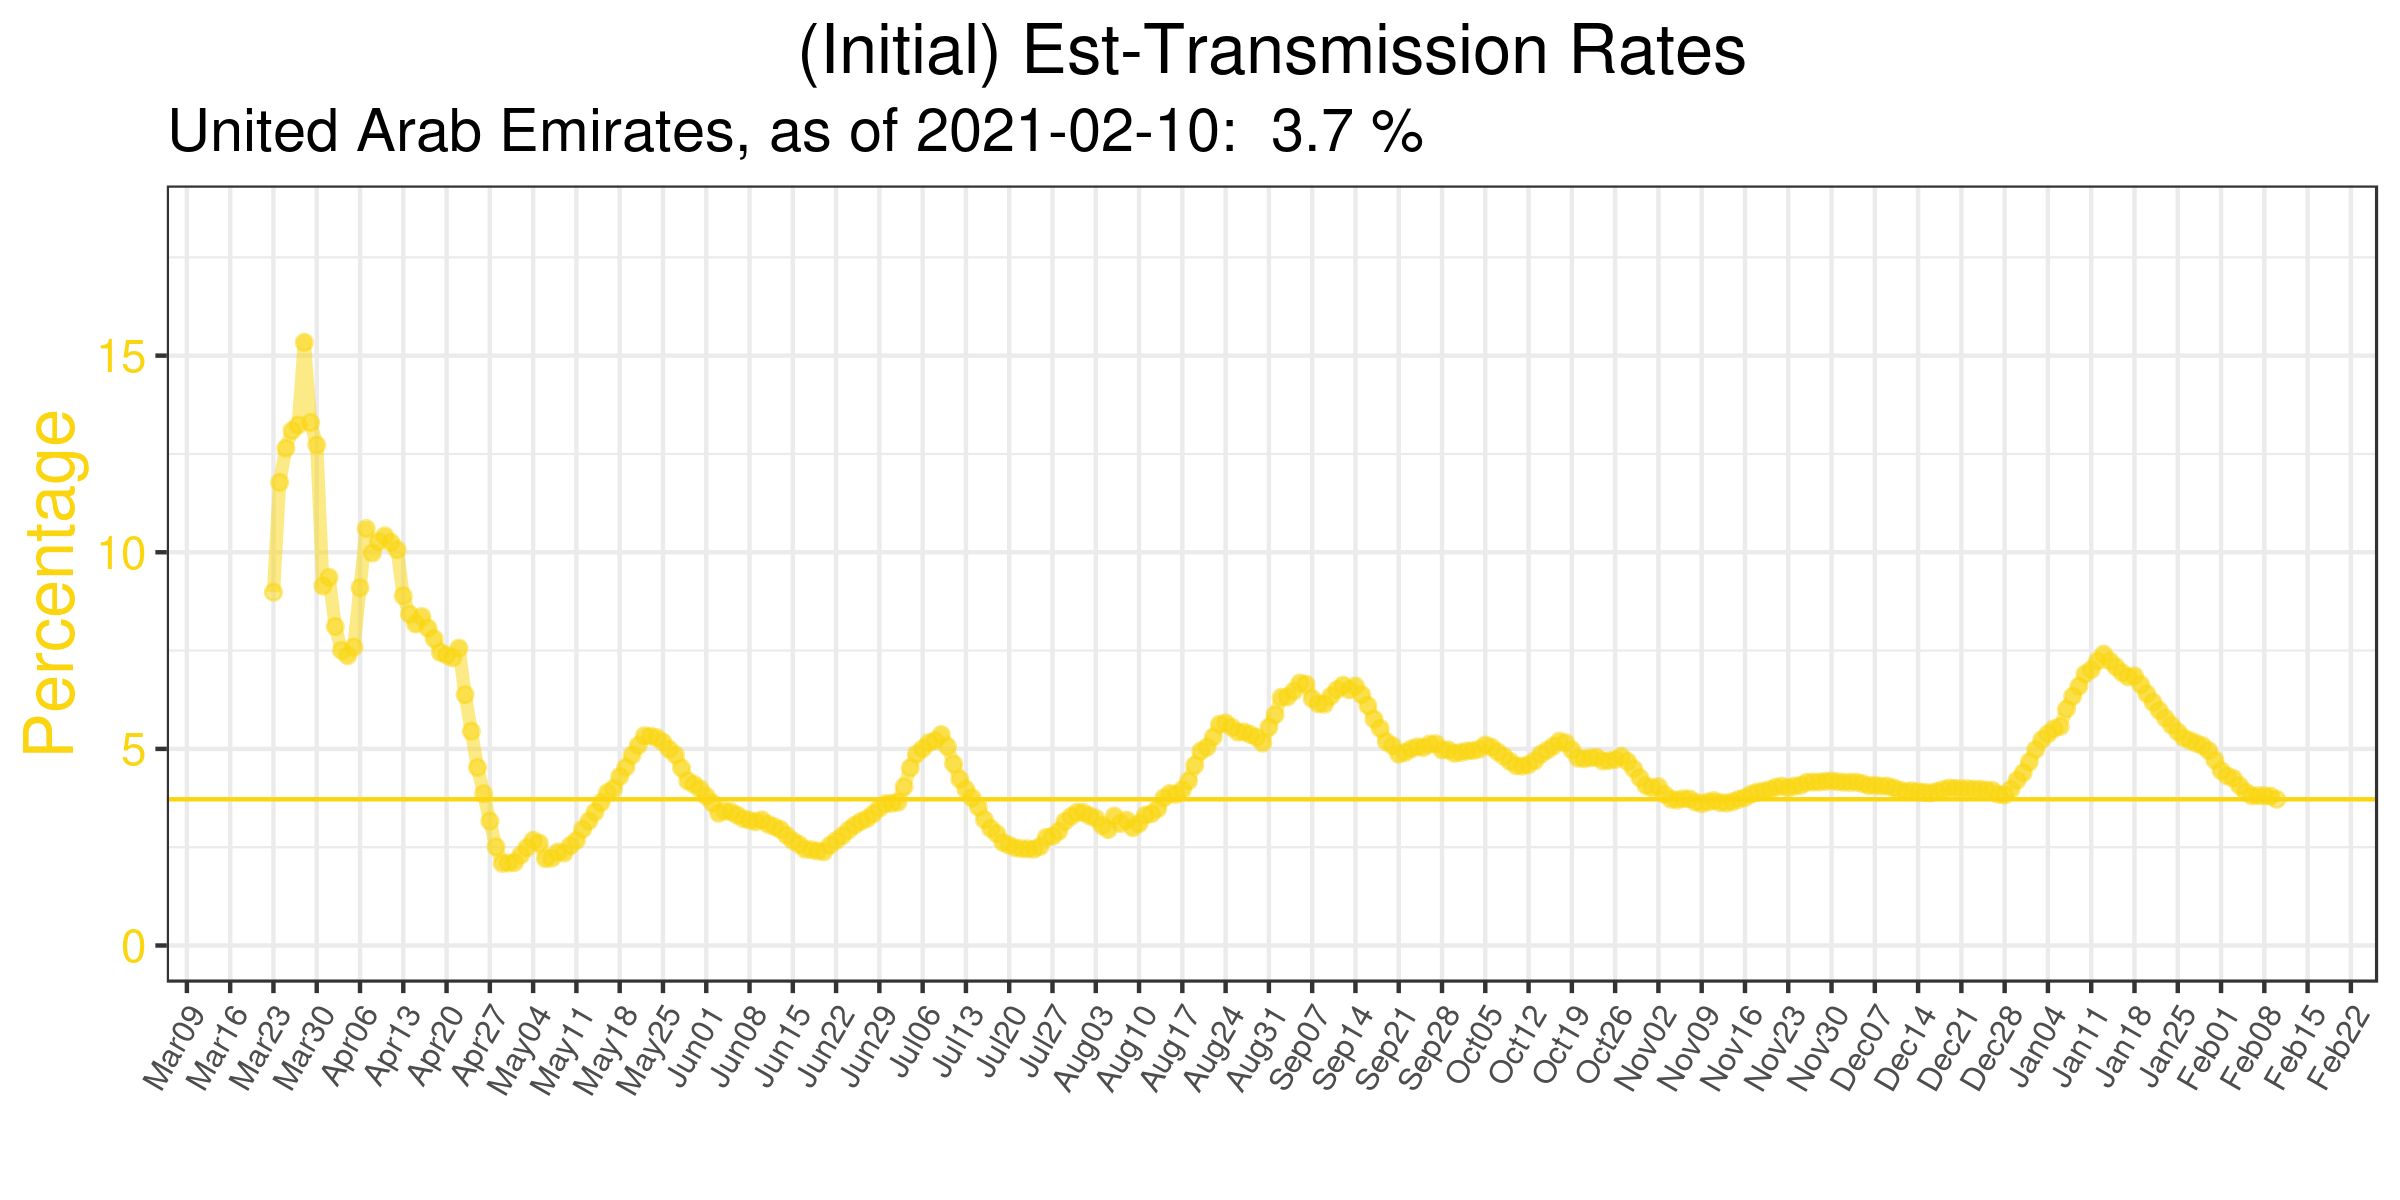 (Initial) Est-Transmission Rates
United Arab Emirates, as of 2021-02-10:  3.7 %
Percentage
15
10
5
0
Mar09
Mar16
Mar23
Mar30
Apr06
Apr13
Apr20
Apr27
May04
May11
May18
May25
Jun01
Jun08
Jun15
Jun22
Jun29
Jul06
Jul13
Jul20
Jul27
Aug03
Aug10
Aug17
Aug24
Aug31
Sep07
Sep14
Sep21
Sep28
Oct05
Oct12
Oct19
Oct26
Nov02
Nov09
Nov16
Nov23
Nov30
Dec07
Dec14
Dec21
Dec28
Jan04
Jan11
Jan18
Jan25
Feb01
Feb08
Feb15
Feb22